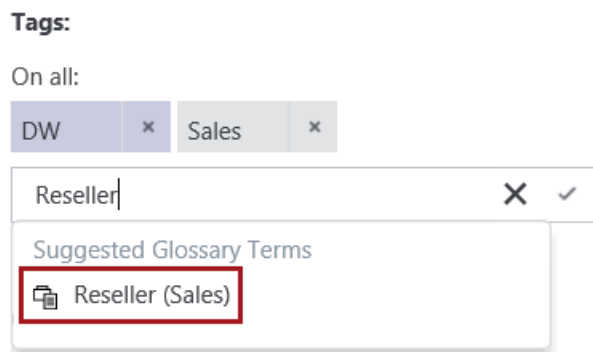 Tags:
On all:
DW × Sales ×
Reseller
Suggested Glossary Terms
Reseller (Sales)